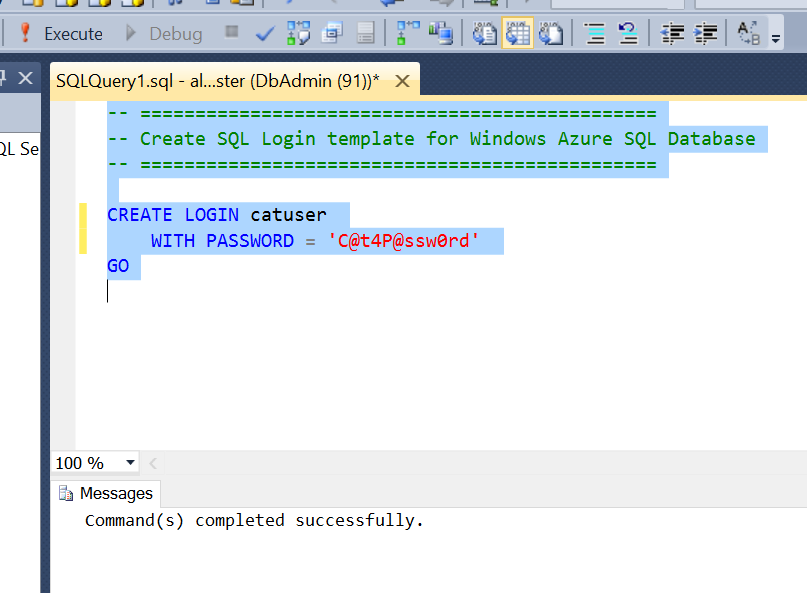 Execute Debug
SQLQuery1.sql - al...ster (DbAdmin (91))*
QL Se
-- ===============================================
-- Create SQL Login template for Windows Azure SQL Database
-- ===============================================
CREATE LOGIN catuser
WITH PASSWORD = 'C@t4P@ssw0rd'
GO
100 %
Messages
Command(s) completed successfully.